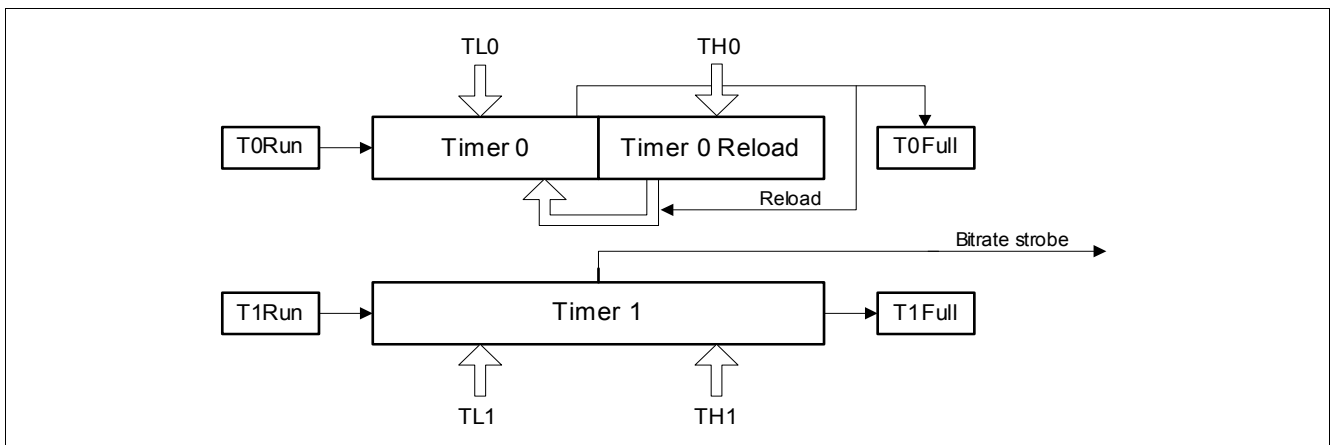 TL0 TH0
T0Run Timer 0 Timer 0 Reload T0Full
Reload
Bitrate strobe
T1Run Timer 1 T1Full
TL1 TH1